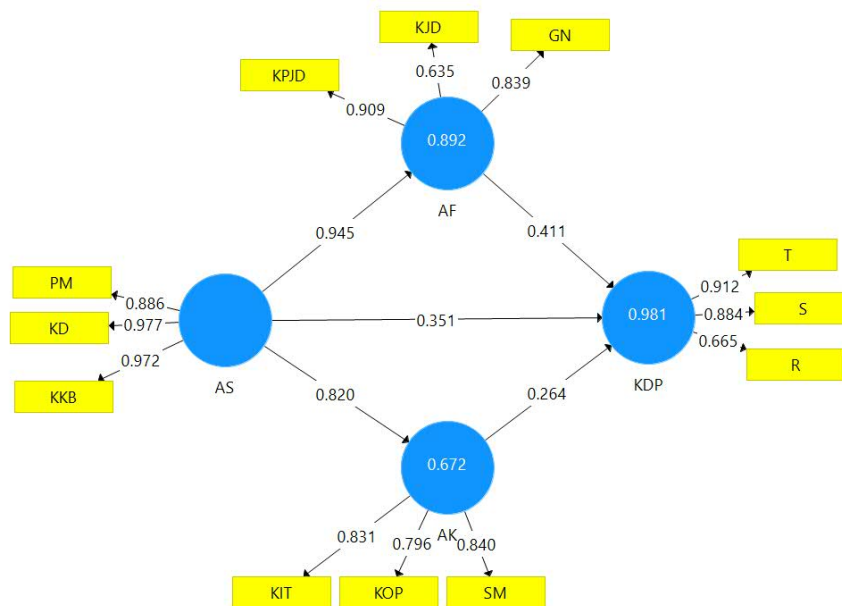 KJD
GN
KPJD
0.635
0.839
0.909
0.892
AF
0.945
0.411
T
PM
0.912
0.886
S
KD
0.977
0.351
0.981
0.884
0.972
0.665
R
KKB
AS
KDP
0.820
0.264
0.672
AK
0.831
0.796
0.840
KIT
KOP
SM